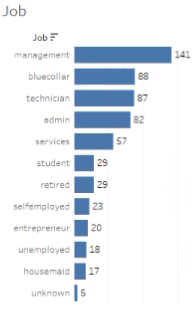 Job
Job
management 141
bluecollar 88
technician 87
admin 82
services 57
student 29
retired 29
selfemployed 23
entrepreneur 20
unemployed 18
housemaid 17
unknown 5